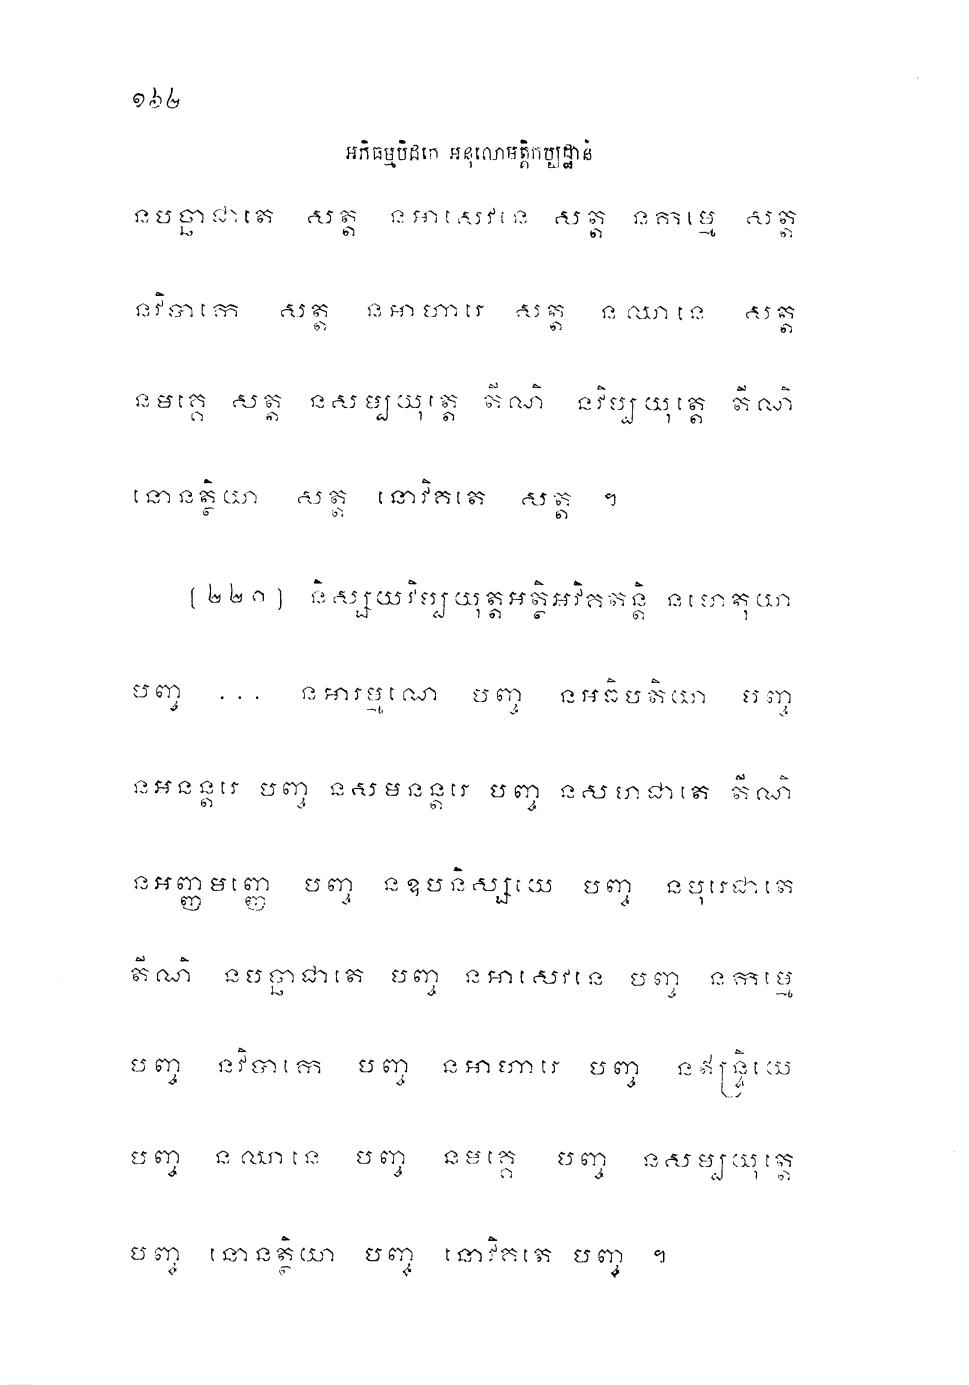 ១៦២
អភិធម្មបិដកេ អនុលោមត្តិកប្បដ្ឋានំ
នបច្ឆាជាតេ សត្ត នអាសេវនេ សត្ត នកម្មេ សត្ត
នវិបាកេ សត្ត នអាហារេ សត្ត នឈានេ សត្ត
នមគ្គេ សត្ត នសម្បយុត្តេ តីណិ នវិប្បយុត្តេ តីណិ
នោនត្ថិយា សត្ត នោវិគតេ សត្ត ។
(២២៣) និស្សយវិប្បយុត្តអត្ថិអវិគតន្តិ នហេតុយា
បញ្ច ... នអារម្មណេ បញ្ច នអធិបតិយា បញ្ច
នអនន្តរេ បញ្ច នសមនន្តរេ បញ្ច នសហជាតេ តីណិ
នអញ្ញមញ្ញេ បញ្ច នឧបនិស្សយេ បញ្ច នបុរេជាតេ
តីណិ នបច្ឆាជាតេ បញ្ច នអាសេវនេ បញ្ច នកម្មេ
បញ្ច នវិបាកេ បញ្ច នអាហារេ បញ្ច នឥន្ទ្រិយេ
បញ្ច នឈានេ បញ្ច នមគ្គេ បញ្ច នសម្បយុត្តេ
បញ្ច នោនត្ថិយា បញ្ច នោវិគតេ បញ្ច ។